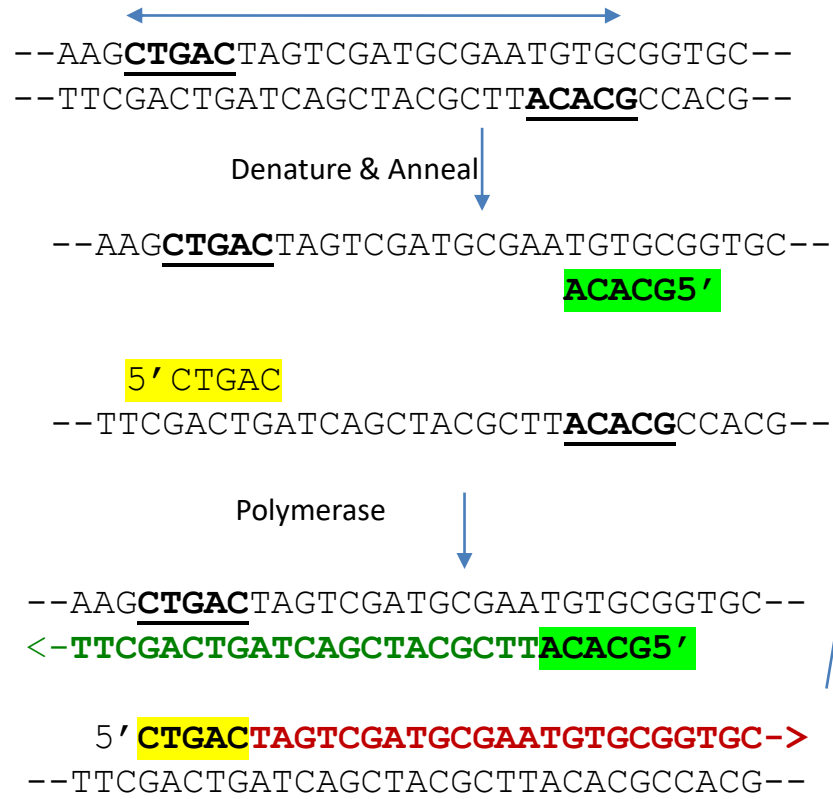 --AAGCTGACTAGTCGATGCGAATGTGCGGTGC--
--TTCGACTGATCAGCTACGCTTACACGCCACG--
Denature & Anneal
--AAGCTGACTAGTCGATGCGAATGTGCGGTGC--
ACACG5′
5′CTGAC
--TTCGACTGATCAGCTACGCTTACACGCCACG--
Polymerase
--AAGCTGACTAGTCGATGCGAATGTGCGGTGC--
<-TTCGACTGATCAGCTACGCTTACACG5′
5′CTGACTAGTCGATGCGAATGTGCGGTGC->
--TTCGACTGATCAGCTACGCTTACACGCCACG--